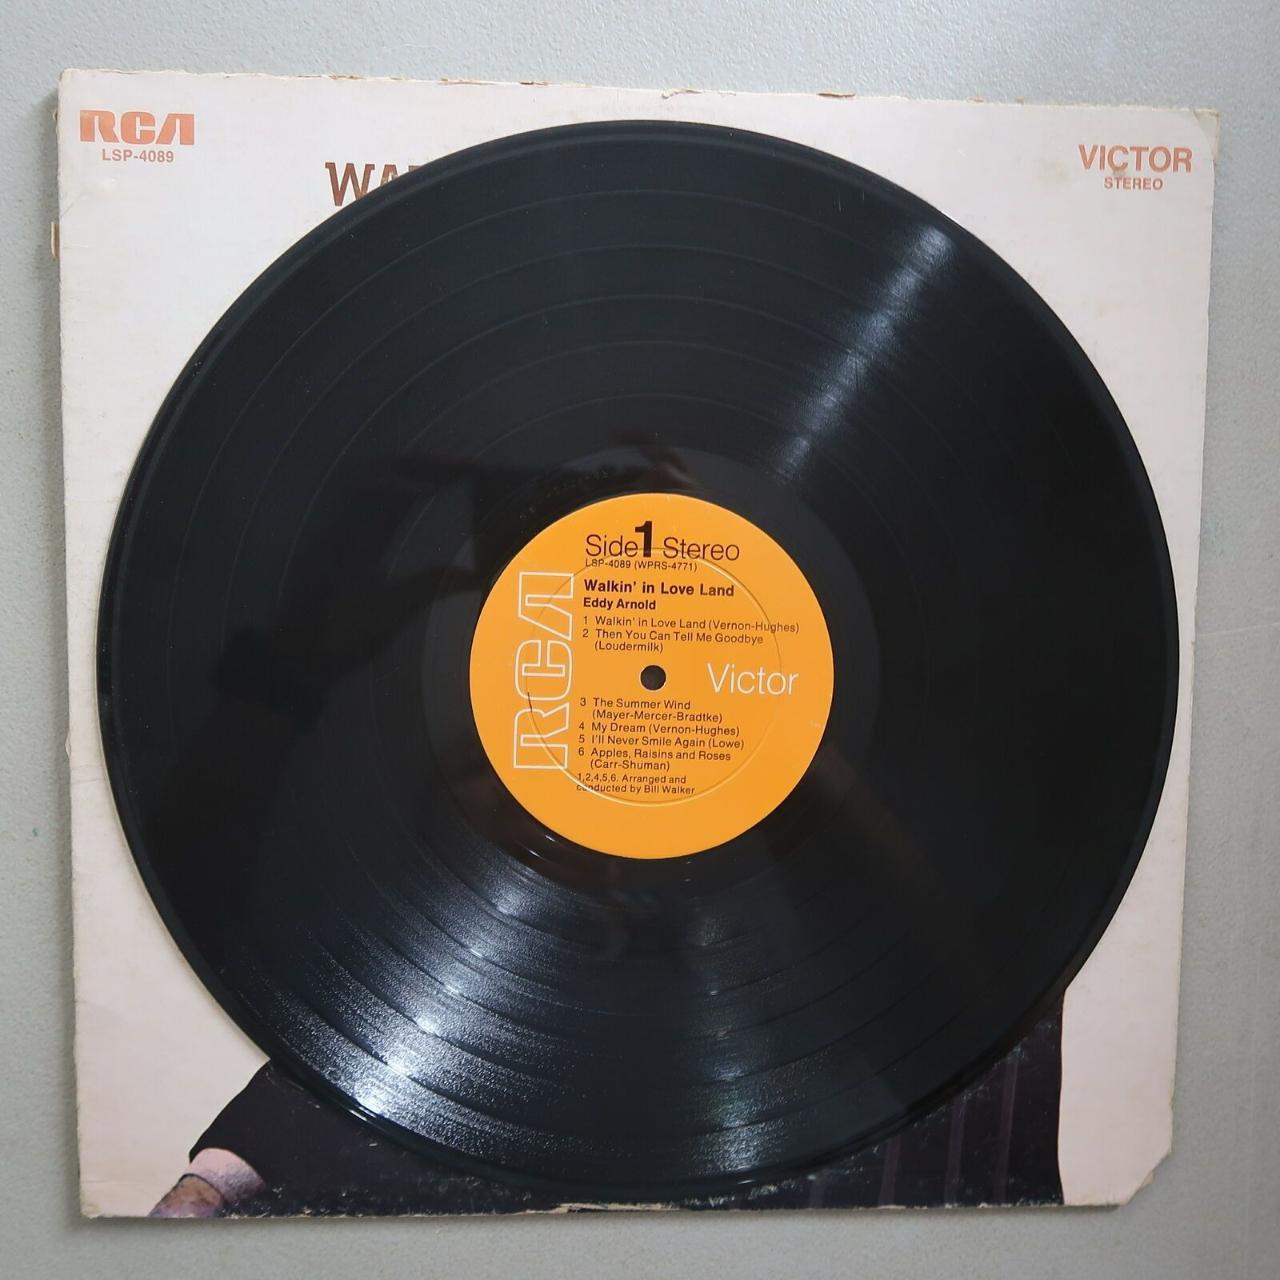 RCA
LSP-4089
VICTOR
STEREO
Side 1 Stereo
LSP-4089 (WPRS-4771)
Walkin' in Love Land
Eddy Arnold
1 Walkin' in Love Land (Vernon-Hughes)
2 Then You Can Tell Me Goodbye
(Loudermilk)
RCA
Victor
3 The Summer Wind
(Mayer-Mercer-Bradtke)
4 My Dream (Vernon-Hughes)
5 I'll Never Smile Again (Lowe)
6 Apples, Raisins and Roses
(Carr-Shuman)
1,2,4,5,6. Arranged and
conducted by Bill Walker